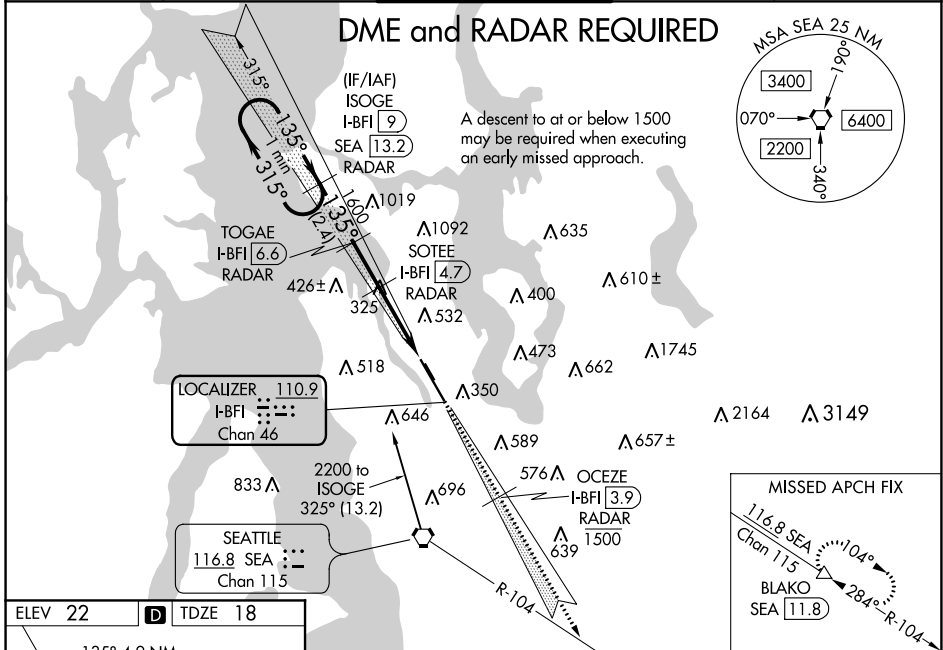 DME and RADAR REQUIRED
MSA SEA 25 NM
190°
3400
070°
6400
2200
340°
315°
(IF/IAF)
ISOGE
I-BFI 9
SEA 13.2
RADAR
A descent to at or below 1500
may be required when executing
an early missed approach.
135°
1 min
315°
135°
1600
(2.4)
1019
TOGAE
I-BFI 6.6
RADAR
1092
635
SOTEE
I-BFI 4.7
RADAR
426±
325
610±
400
532
473
1745
518
662
LOCALIZER 110.9
I-BFI
Chan 46
350
646
2164
3149
589
657±
2200 to
ISOGE
325° (13.2)
833
696
576
OCEZE
I-BFI 3.9
RADAR
1500
639
SEATTLE
116.8 SEA
Chan 115
R-104
MISSED APCH FIX
116.8 SEA
Chan 115
104°
BLAKO
SEA 11.8
284°
R-104
ELEV 22 D TDZE 18
135° 4.9 NM